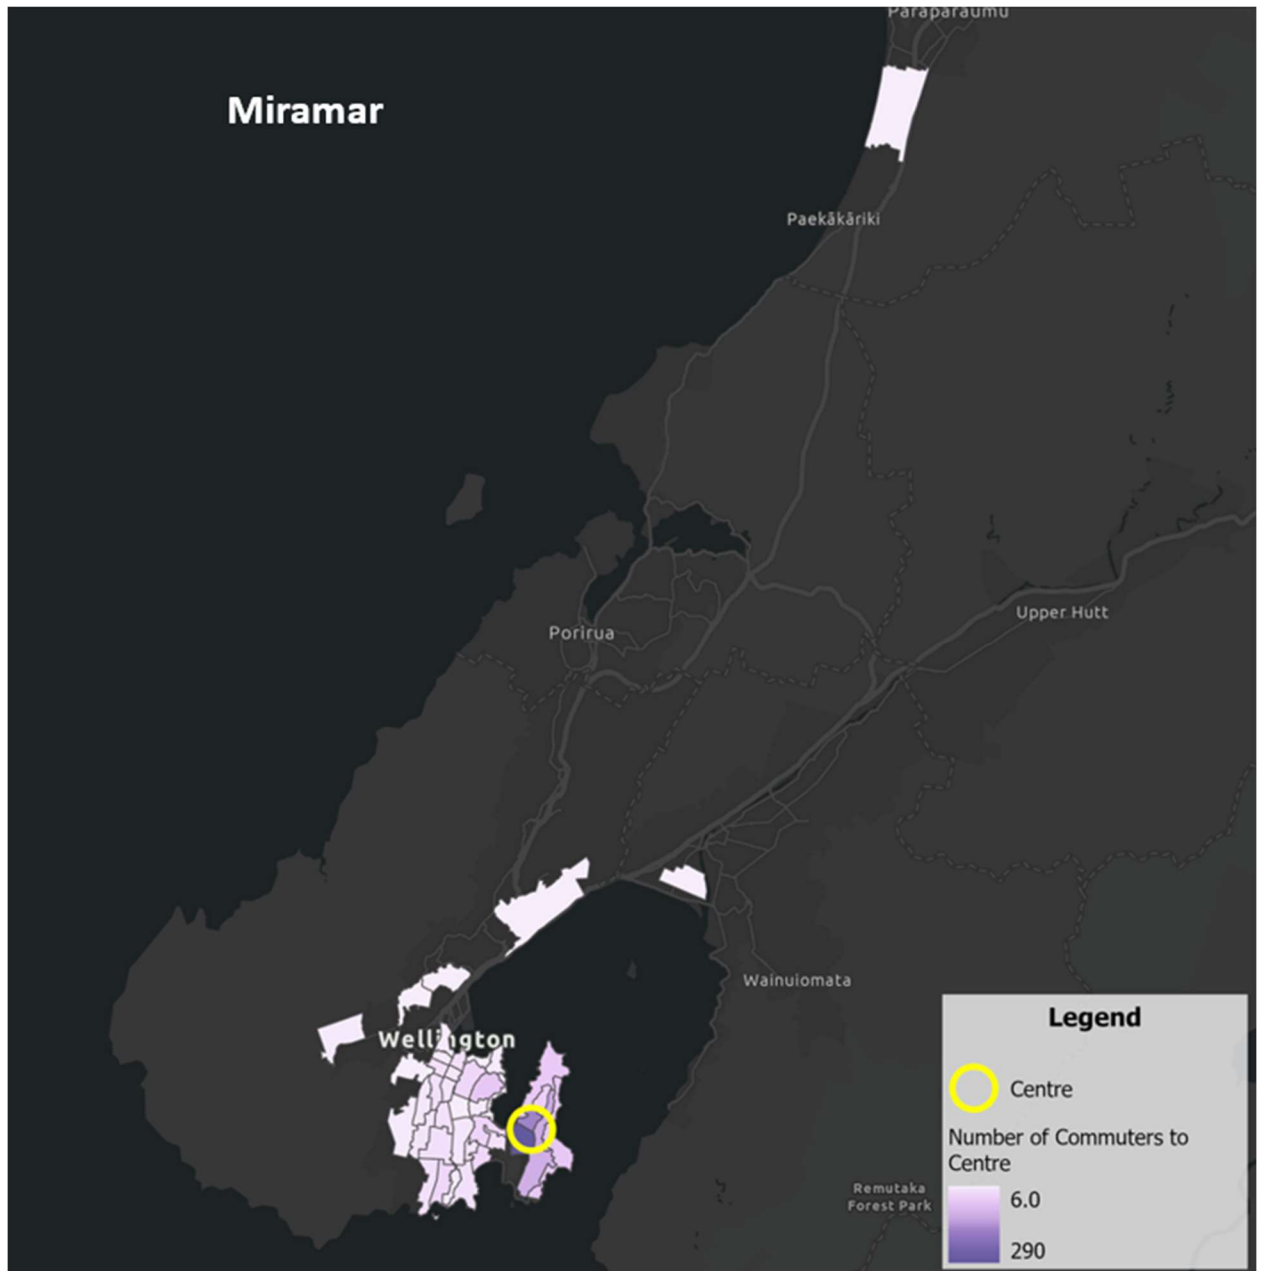 Paraparaumu
Miramar
Paekākāriki
Upper Hutt
Porirua
Wainuiomata
Wellington
Legend
Centre
Number of Commuters to
Centre
6.0
290
Remutaka
Forest Park